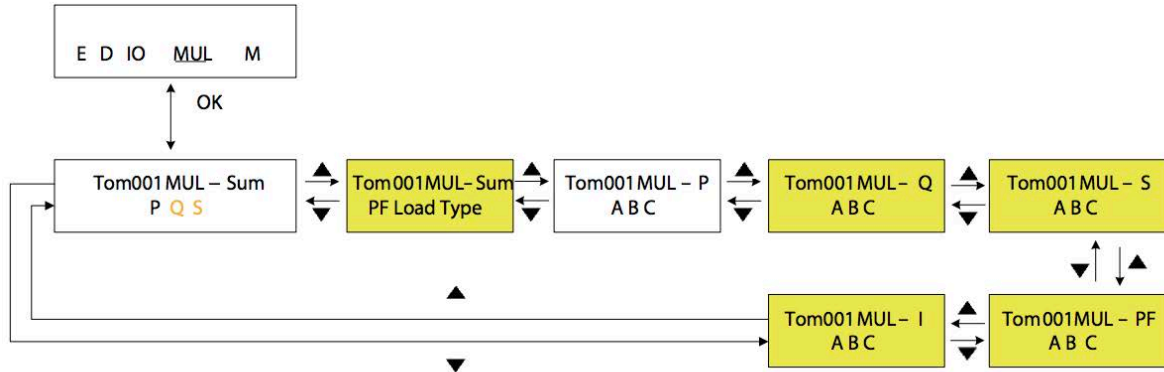 E D IO MUL M
OK
Tom001MUL – Sum
P Q S
Tom001MUL– Sum
PF Load Type
Tom001MUL – P
A B C
Tom001MUL– Q
A B C
Tom001MUL – S
A B C
Tom001MUL– I
A B C
Tom001MUL – PF
A B C